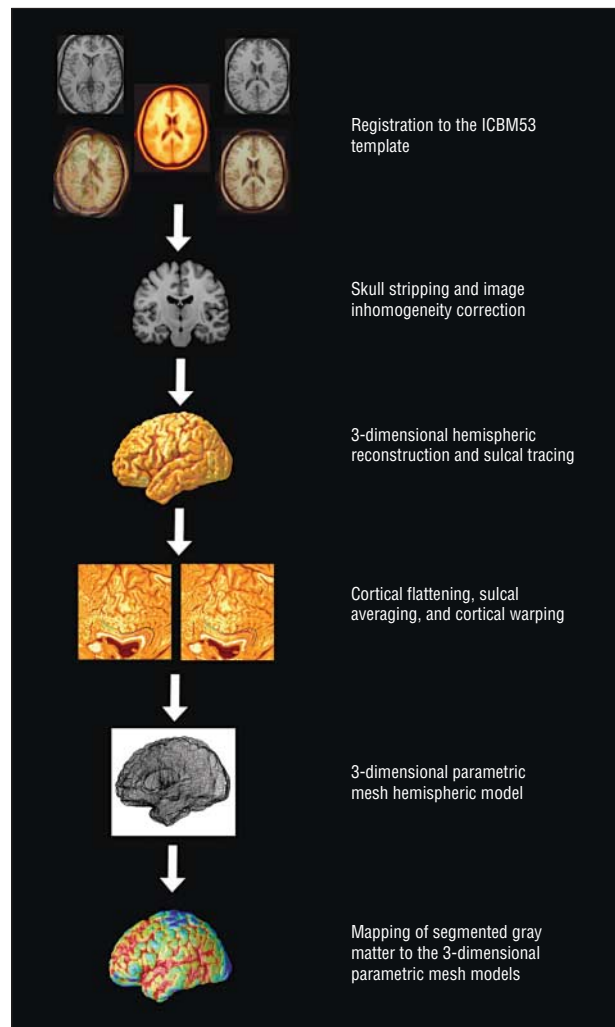 Registration to the ICBM53
template
Skull stripping and image
inhomogeneity correction
3-dimensional hemispheric
reconstruction and sulcal tracing
Cortical flattening, sulcal
averaging, and cortical warping
3-dimensional parametric
mesh hemispheric model
Mapping of segmented gray
matter to the 3-dimensional
parametric mesh models